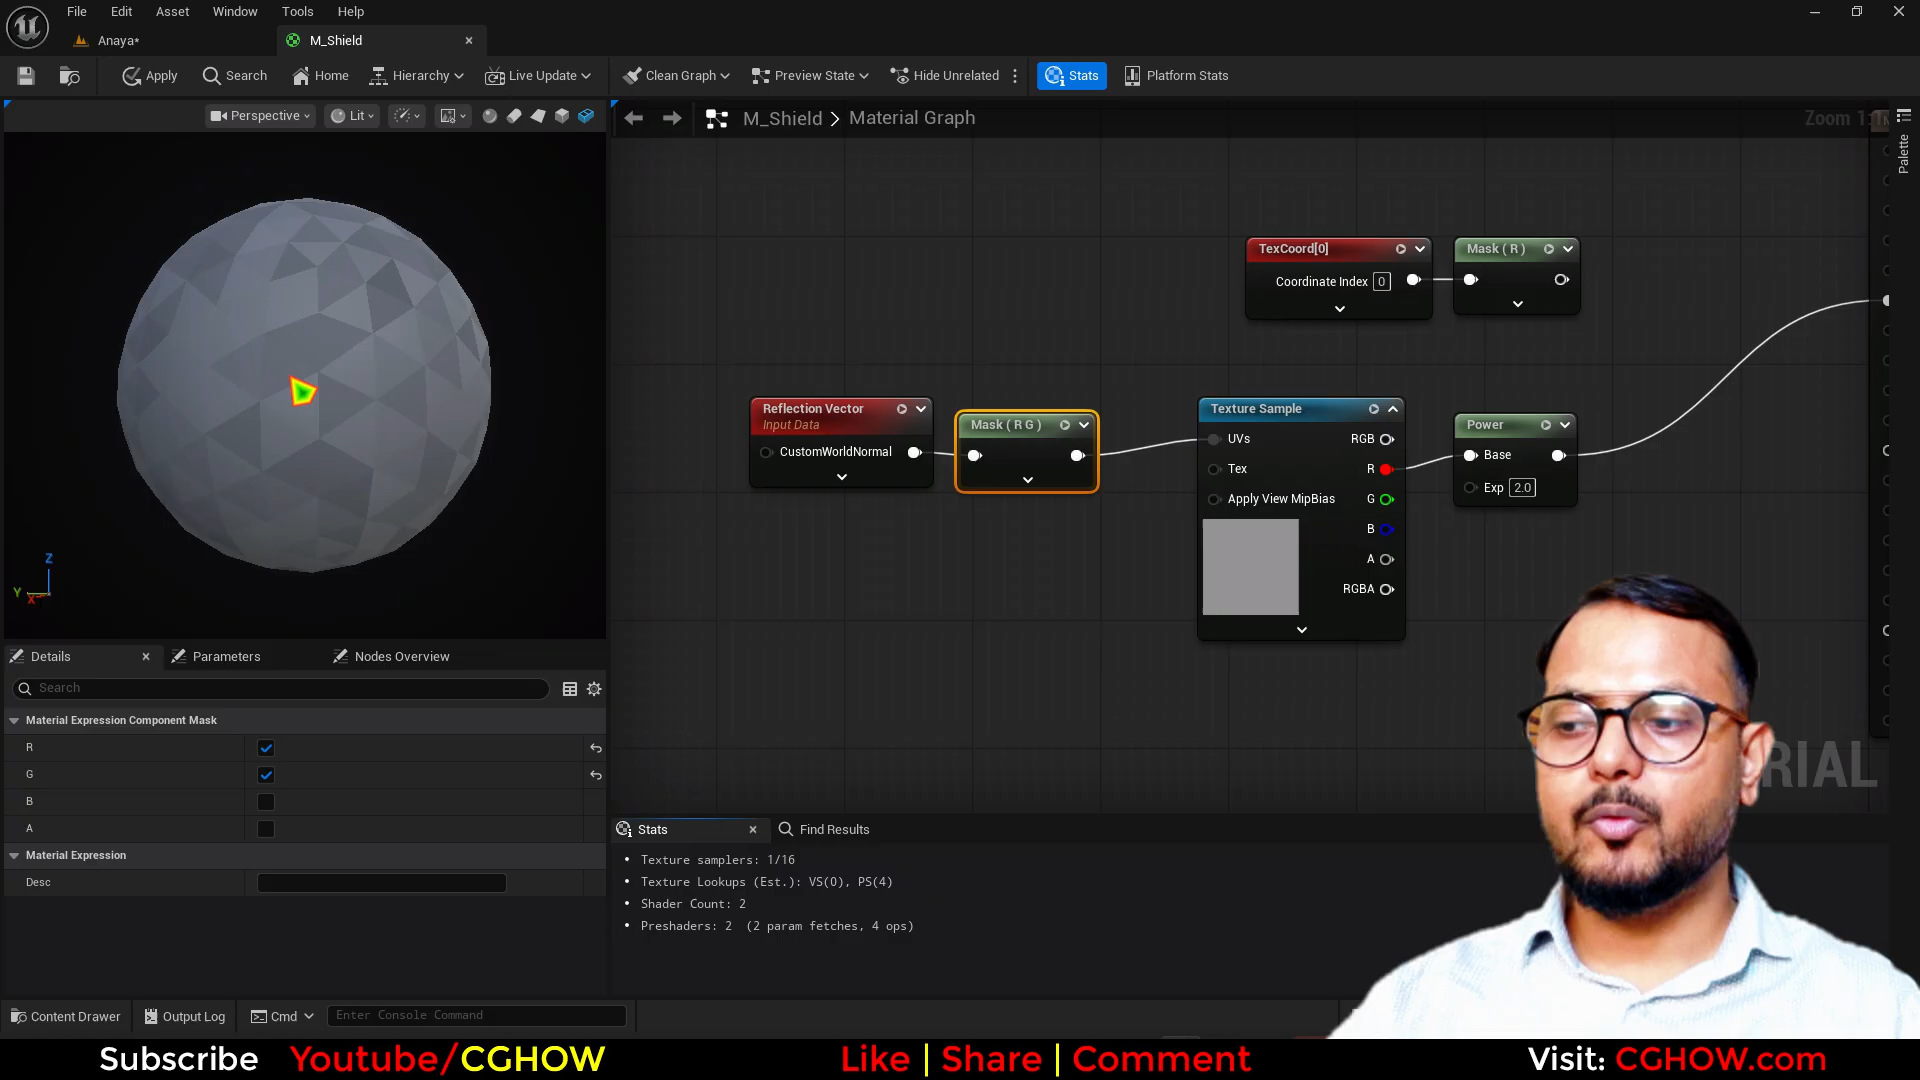 File Edit Asset Window Tools Help
Anaya*
M_Shield
Apply Search Home Hierarchy Live Update Clean Graph Preview State Hide Unrelated Stats Platform Stats
Perspective Lit
M_Shield > Material Graph
Zoom 1:1
Palette
TexCoord[0]
Coordinate Index 0
Mask ( R )
Reflection Vector
Input Data
CustomWorldNormal
Mask ( R G )
Texture Sample
UVs RGB
Tex R
Apply View MipBias G
B
A
RGBA
Power
Base
Exp 2.0
Z
Y
X
Details Parameters Nodes Overview
Search
Material Expression Component Mask
R
G
B
A
Material Expression
Desc
RIAL
Stats Find Results
Texture samplers: 1/16
Texture Lookups (Est.): VS(0), PS(4)
Shader Count: 2
Preshaders: 2 (2 param fetches, 4 ops)
Content Drawer Output Log Cmd Enter Console Command
Subscribe Youtube/CGHOW Like | Share | Comment Visit: CGHOW.com